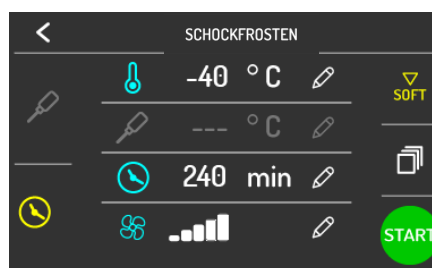 SCHOCKFROSTEN
-40 °C
SOFT
--- °C
240 min
START